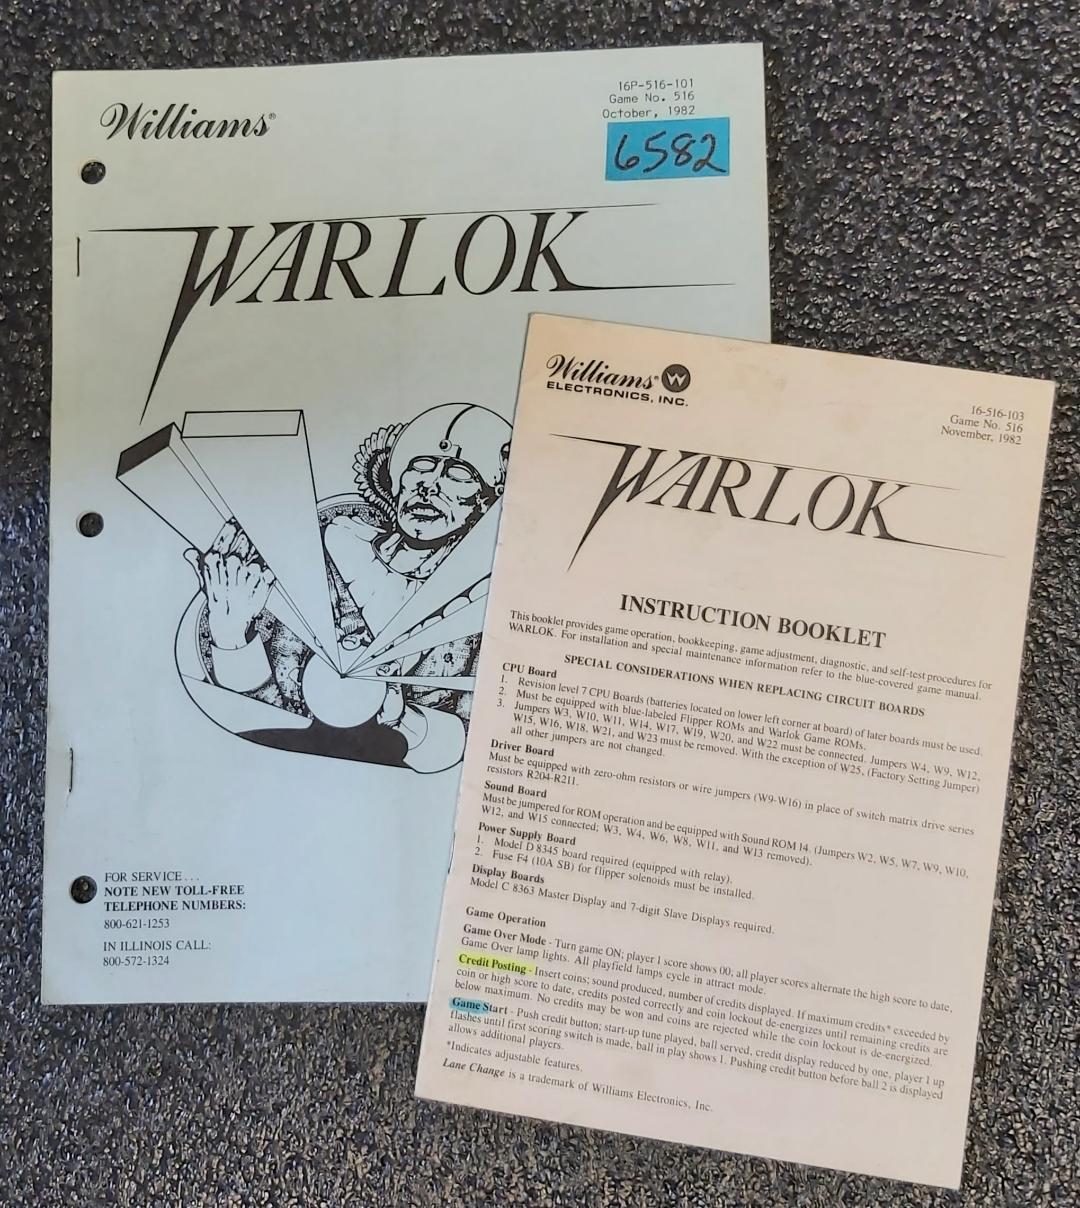 Williams®
16P-516-101
Game No. 516
October, 1982
6582
WARLOK
FOR SERVICE...
NOTE NEW TOLL-FREE
TELEPHONE NUMBERS:
800-621-1253
IN ILLINOIS CALL:
800-572-1324
Williams® W
ELECTRONICS, INC.
16-516-103
Game No. 516
November, 1982
WARLOK
INSTRUCTION BOOKLET
This booklet provides game operation, bookkeeping, game adjustment, diagnostic, and self-test procedures for
WARLOK. For installation and special maintenance information refer to the blue-covered game manual.
SPECIAL CONSIDERATIONS WHEN REPLACING CIRCUIT BOARDS
CPU Board
1. Revision level 7 CPU Boards (batteries located on lower left corner at board) of later boards must be used.
2. Must be equipped with blue-labeled Flipper ROMs and Warlok Game ROMs.
3. Jumpers W3, W10, W11, W14, W17, W19, W20, and W22 must be connected. Jumpers W4, W9, W12,
W15, W16, W18, W21, and W23 must be removed. With the exception of W25, (Factory Setting Jumper)
all other jumpers are not changed.
Driver Board
Must be equipped with zero-ohm resistors or wire jumpers (W9-W16) in place of switch matrix drive series
resistors R204-R211.
Sound Board
Must be jumpered for ROM operation and be equipped with Sound ROM 14. (Jumpers W2, W5, W7, W9, W10,
W12, and W15 connected; W3, W4, W6, W8, W11, and W13 removed).
Power Supply Board
1. Model D 8345 board required (equipped with relay).
2. Fuse F4 (10A SB) for flipper solenoids must be installed.
Display Boards
Model C 8363 Master Display and 7-digit Slave Displays required.
Game Operation
Game Over Mode - Turn game ON; player 1 score shows 00, all player scores alternate the high score to date,
Game Over lamp lights. All playfield lamps cycle in attract mode.
Credit Posting - Insert coins; sound produced, number of credits displayed. If maximum credits* exceeded by
coin or high score to date, credits posted correctly and coin lockout de-energizes until remaining credits are
below maximum. No credits may be won and coins are rejected while the coin lockout is de-energized.
Game Start - Push credit button; start-up tune played, ball served, credit display reduced by one, player 1 up
flashes until first scoring switch is made, ball in play shows 1. Pushing credit button before ball 2 is displayed
allows additional players.
*Indicates adjustable features.
Lane Change is a trademark of Williams Electronics, Inc.